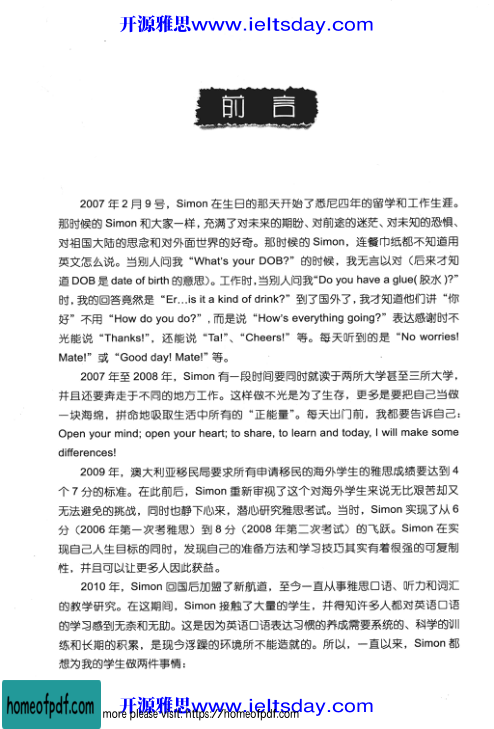 开源雅思www.ieltsday.com
前言
2007 年 2 月 9 号，Simon 在生日的那天开始了悉尼四年的留学和工作生涯。
那时候的 Simon 和大家一样，充满了对未来的期盼、对前途的迷茫、对未知的恐惧、
对祖国大陆的思念和对外面世界的好奇。那时候的 Simon，连餐巾纸都不知道用
英文怎么说。当别人问我 “What's your DOB?” 的时候，我无言以对（后来才知
道 DOB 是 date of birth 的意思）。工作时，当别人问我“Do you have a glue( 胶水 )?”
时，我的回答竟然是 “Er…is it a kind of drink?” 到了国外了，我才知道他们讲 “你
好” 不用 “How do you do?”，而是说 “How's everything going?” 表达感谢时不
光能说 “Thanks!”，还能说 “Ta!”、“Cheers!” 等。每天听到的是 “No worries!
Mate!” 或 “Good day! Mate!” 等。
2007 年至 2008 年，Simon 有一段时间要同时就读于两所大学甚至三所大学，
并且还要奔走于不同的地方工作。这样做不光是为了生存，更多是要把自己当做
一块海绵，拼命地吸取生活中所有的 “正能量”。每天出门前，我都要告诉自己：
Open your mind; open your heart; to share, to learn and today, I will make some
differences!
2009 年，澳大利亚移民局要求所有申请移民的海外学生的雅思成绩要达到 4
个 7 分的标准。在此前后，Simon 重新审视了这个对海外学生来说无比艰苦却又
无法避免的挑战，同时也静下心来，潜心研究雅思考试。当时，Simon 实现了从 6
分（2006 年第一次考雅思）到 8 分（2008 年第二次考试）的飞跃。Simon 在实
现自己人生目标的同时，发现自己的准备方法和学习技巧其实有着很强的可复制
性，并且可以让更多人因此获益。
2010 年，Simon 回国后加盟了新航道，至今一直从事雅思口语、听力和词汇
的教学研究。在这期间，Simon 接触了大量的学生，并得知许多人都对英语口语
的学习感到无奈和无助。这是因为英语口语表达习惯的养成需要系统的、科学的训
练和长期的积累，是现今浮躁的环境所不能造就的。所以，一直以来，Simon 都
想为我的学生做两件事情：
homeofpdf.com
开源雅思www.ieltsday.com
more please visit: https://homeofpdf.com